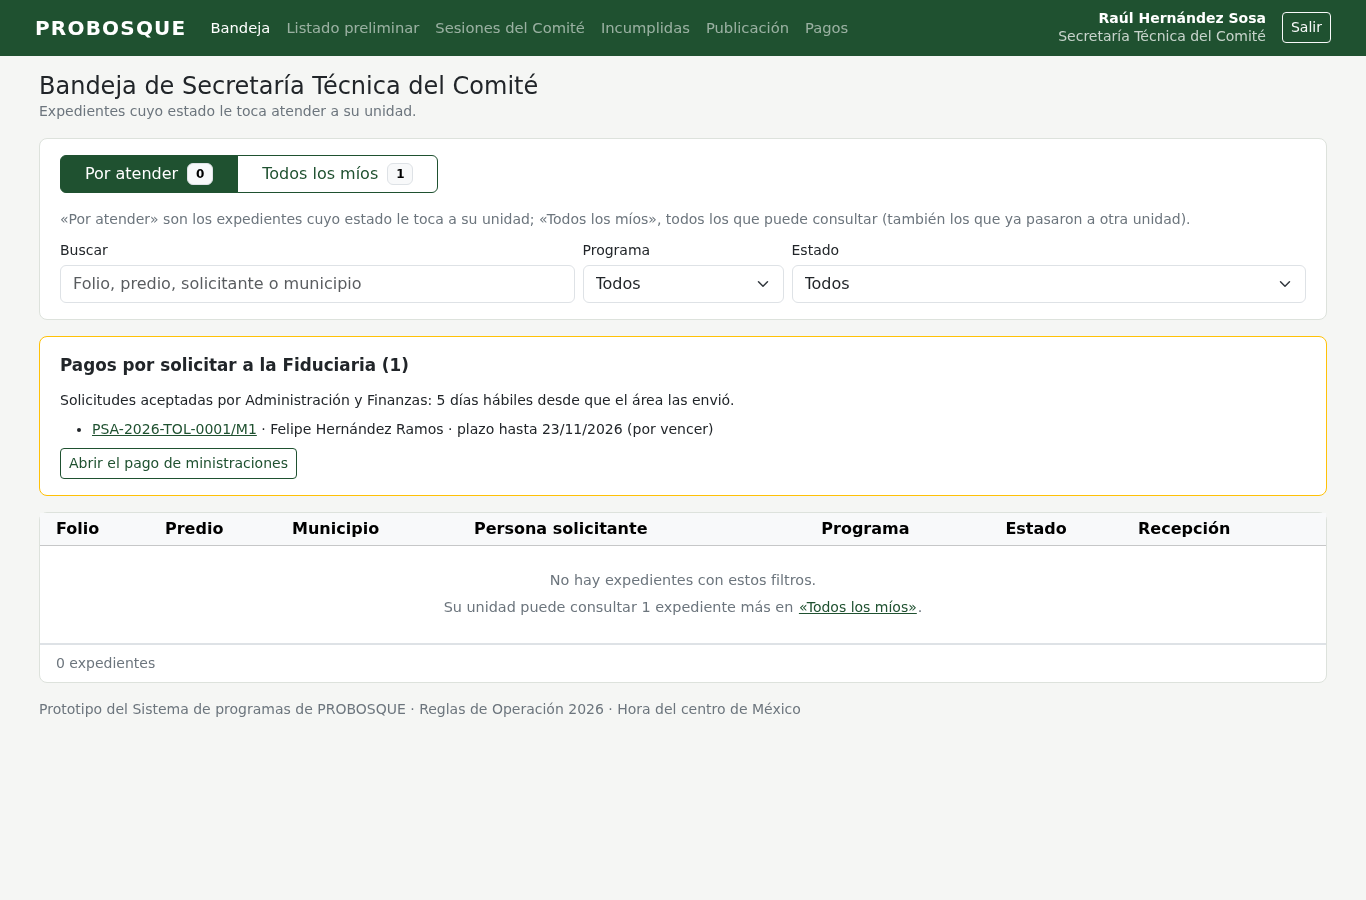 PROBOSQUE
Bandeja
Listado preliminar
Sesiones del Comité
Incumplidas
Publicación
Pagos
Raúl Hernández Sosa
Secretaría Técnica del Comité
Salir
Bandeja de Secretaría Técnica del Comité
Expedientes cuyo estado le toca atender a su unidad.
Por atender 0
Todos los míos 1
«Por atender» son los expedientes cuyo estado le toca a su unidad; «Todos los míos», todos los que puede consultar (también los que ya pasaron a otra unidad).
Buscar
Programa
Estado
Folio, predio, solicitante o municipio
Todos
Todos
Pagos por solicitar a la Fiduciaria (1)
Solicitudes aceptadas por Administración y Finanzas: 5 días hábiles desde que el área las envió.
• PSA-2026-TOL-0001/M1 · Felipe Hernández Ramos · plazo hasta 23/11/2026 (por vencer)
Abrir el pago de ministraciones
Folio Predio Municipio Persona solicitante Programa Estado Recepción
No hay expedientes con estos filtros.
Su unidad puede consultar 1 expediente más en «Todos los míos».
0 expedientes
Prototipo del Sistema de programas de PROBOSQUE · Reglas de Operación 2026 · Hora del centro de México